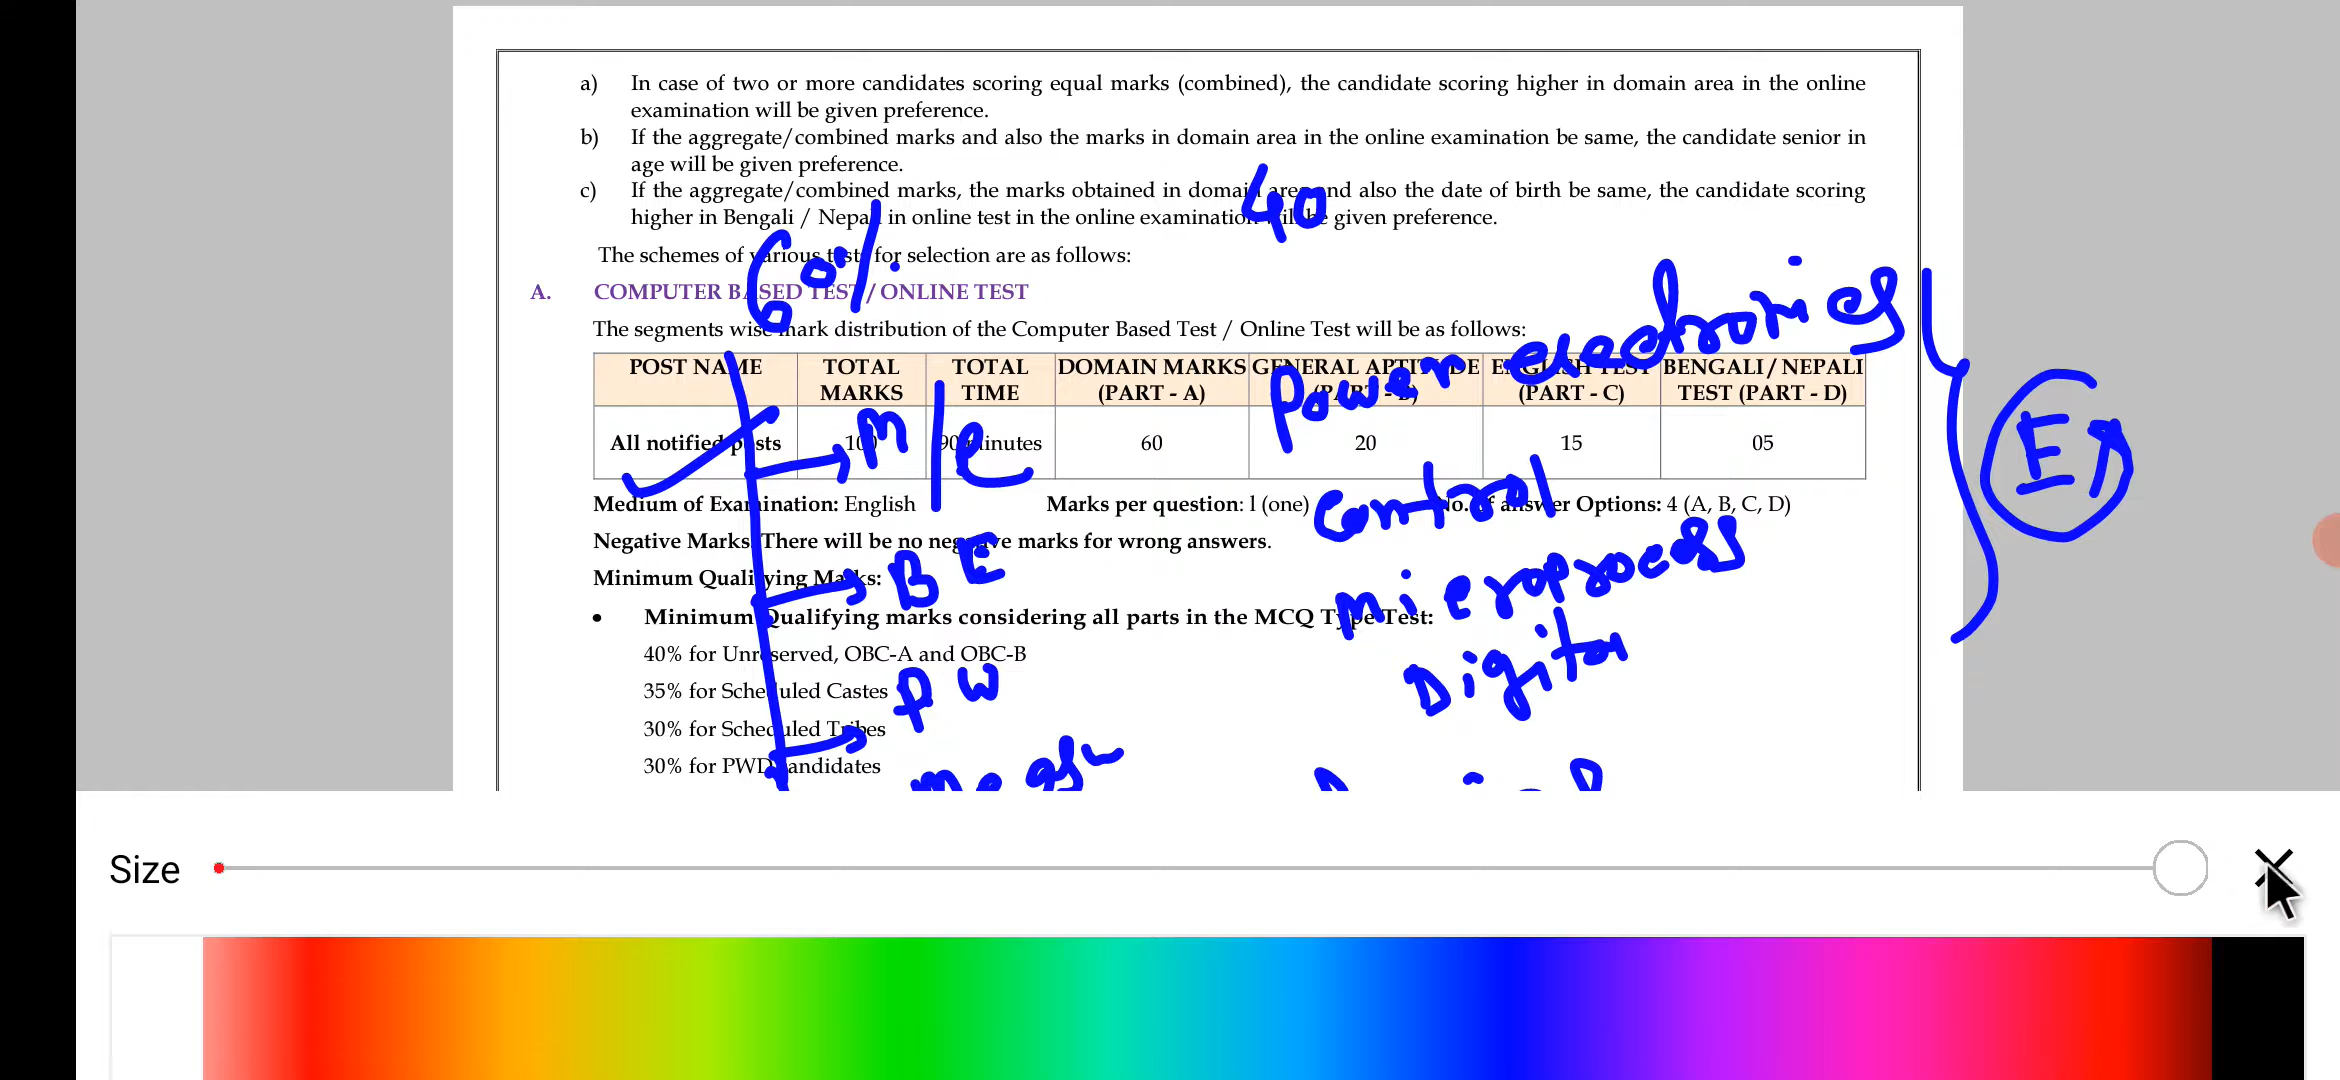 a) In case of two or more candidates scoring equal marks (combined), the candidate scoring higher in domain area in the online
examination will be given preference.
b) If the aggregate/combined marks and also the marks in domain area in the online examination be same, the candidate senior in
age will be given preference.
c) If the aggregate/combined marks, the marks obtained in domain area and also the date of birth be same, the candidate scoring
higher in Bengali / Nepali in online test in the online examination will be given preference.
40
The schemes of various tests for selection are as follows:
60%
A. COMPUTER BASED TEST / ONLINE TEST
The segments wise mark distribution of the Computer Based Test / Online Test will be as follows:
Power electronics
POST NAME TOTAL MARKS TOTAL TIME DOMAIN MARKS (PART - A) GENERAL APTITUDE (PART - B) ENGLISH TEST (PART - C) BENGALI / NEPALI TEST (PART - D)
All notified posts 100 90 minutes 60 20 15 05
M/C
Medium of Examination: English Marks per question: 1 (one) No. of answer Options: 4 (A, B, C, D)
control
Negative Marks: There will be no negative marks for wrong answers.
Minimum Qualifying Marks:
BE
microprocess
• Minimum Qualifying marks considering all parts in the MCQ Type Test:
40% for Unreserved, OBC-A and OBC-B
Digital
35% for Scheduled Castes
PW
30% for Scheduled Tribes
30% for PWD candidates
Size